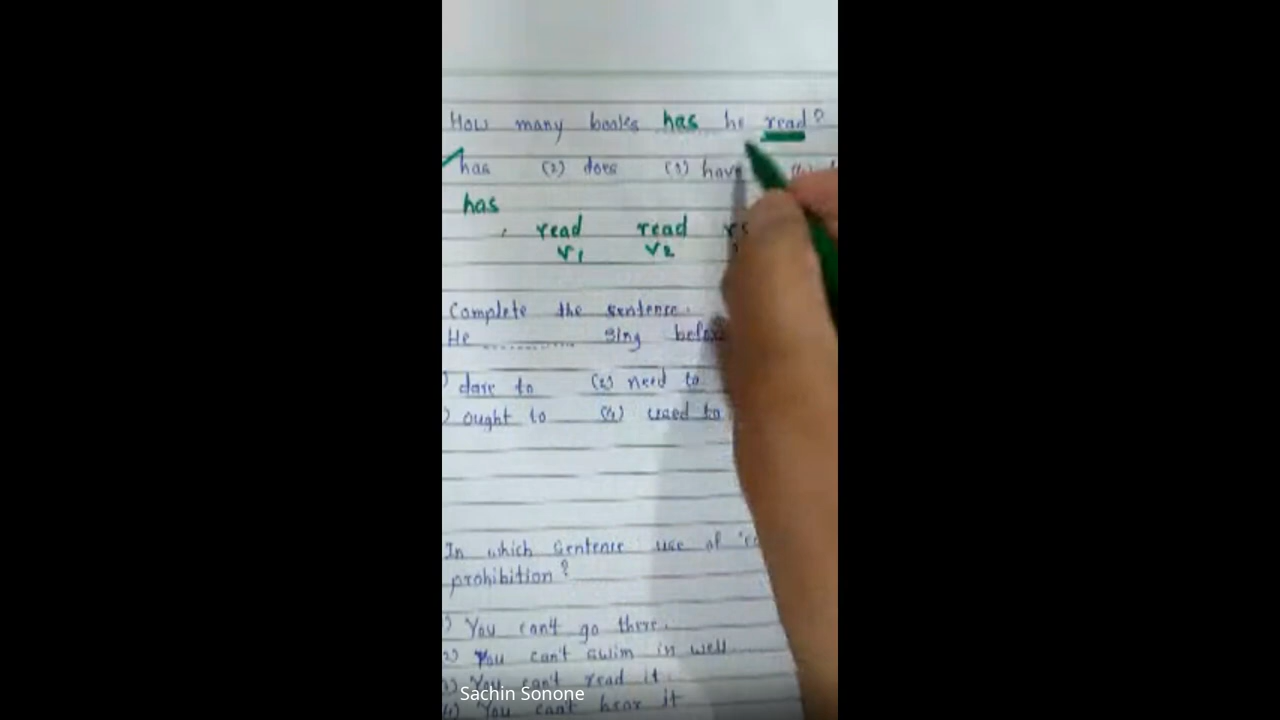 How many books has he read?
has (2) does (3) have
has
read read
V1 V2
Complete the sentence.
He ............ sing
) dare to (2) need to
) ought to (4) used to
In which sentence use of
prohibition?
) You can't go there.
2) You can't swim in well
(3) You can't read it.
(4) You can't hear it
Sachin Sonone